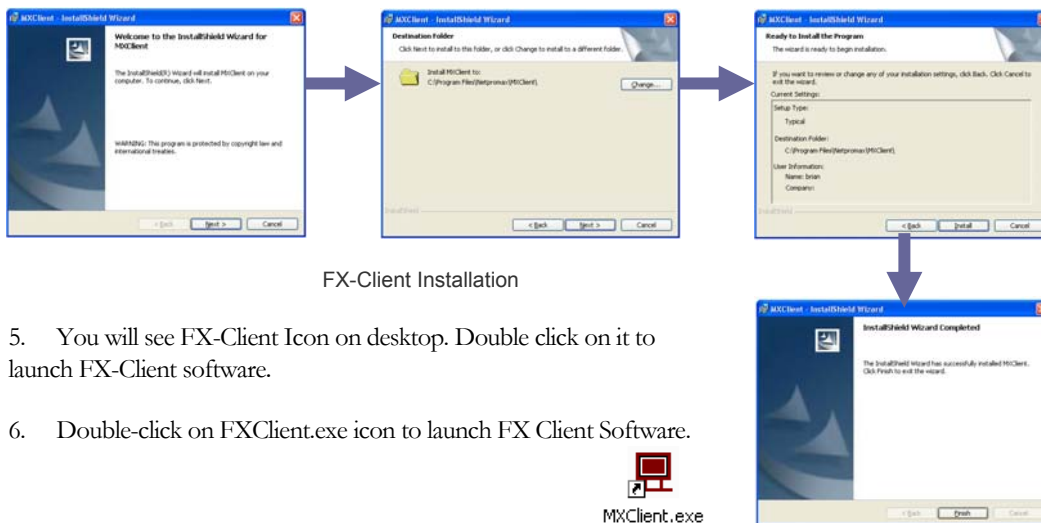 MXClient - InstallShield Wizard
Welcome to the InstallShield Wizard for
MXClient
The InstallShield(R) Wizard will install MXClient on your
computer. To continue, click Next.
WARNING: This program is protected by copyright law and
international treaties.
< Back
Next >
Cancel
MXClient - InstallShield Wizard
Destination Folder
Click Next to install to this folder, or click Change to install to a different folder.
Install MXClient to:
C:\Program Files\Netpromax\MXClient\
Change...
InstallShield
< Back
Next >
Cancel
MXClient - InstallShield Wizard
Ready to Install the Program
The wizard is ready to begin installation.
If you want to review or change any of your installation settings, click Back. Click Cancel to
exit the wizard.
Current Settings:
Setup Type:
Typical
Destination Folder:
C:\Program Files\Netpromax\MXClient\
User Information:
Name: brian
Company:
InstallShield
< Back
Install
Cancel
FX-Client Installation
MXClient - InstallShield Wizard
InstallShield Wizard Completed
The InstallShield Wizard has successfully installed MXClient.
Click Finish to exit the wizard.
< Back
Finish
Cancel
5. You will see FX-Client Icon on desktop. Double click on it to
launch FX-Client software.
6. Double-click on FXClient.exe icon to launch FX Client Software.
MXClient.exe